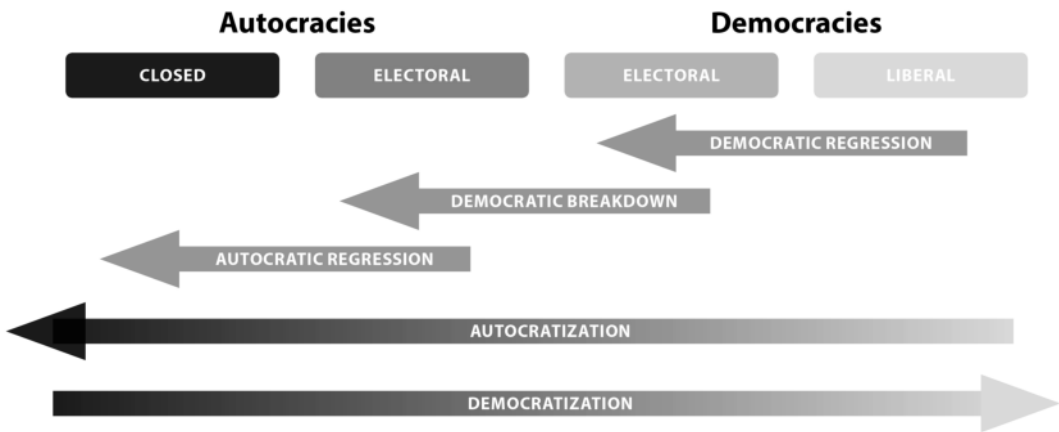 Autocracies
Democracies
CLOSED
ELECTORAL
ELECTORAL
LIBERAL
DEMOCRATIC REGRESSION
DEMOCRATIC BREAKDOWN
AUTOCRATIC REGRESSION
AUTOCRATIZATION
DEMOCRATIZATION